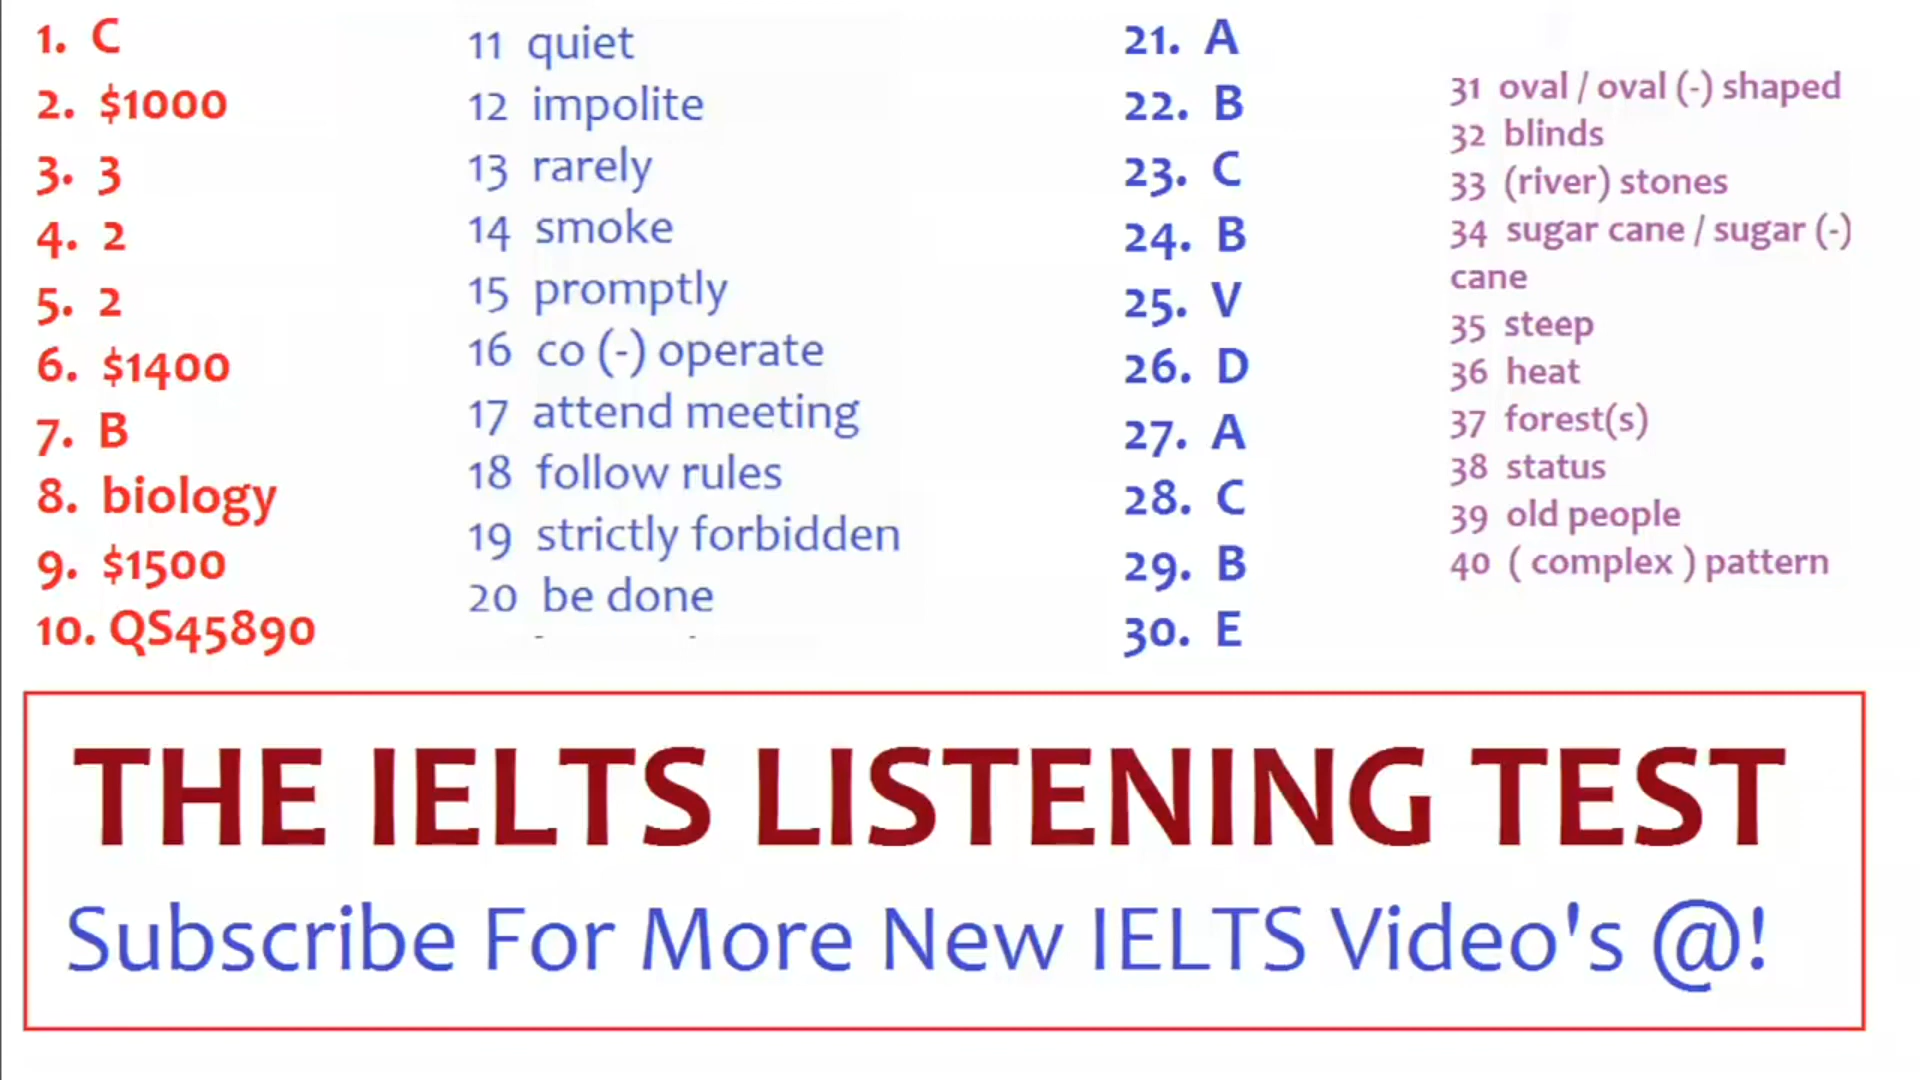 1. C
2. $1000
3. 3
4. 2
5. 2
6. $1400
7. B
8. biology
9. $1500
10. QS45890
11 quiet
12 impolite
13 rarely
14 smoke
15 promptly
16 co (-) operate
17 attend meeting
18 follow rules
19 strictly forbidden
20 be done
21. A
22. B
23. C
24. B
25. V
26. D
27. A
28. C
29. B
30. E
31 oval / oval (-) shaped
32 blinds
33 (river) stones
34 sugar cane / sugar (-)
cane
35 steep
36 heat
37 forest(s)
38 status
39 old people
40 ( complex ) pattern
THE IELTS LISTENING TEST
Subscribe For More New IELTS Video's @!